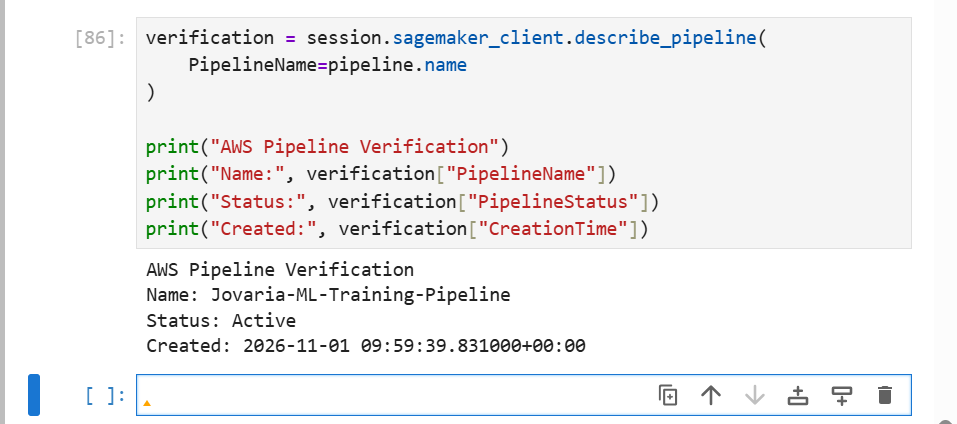 [86]:
verification = session.sagemaker_client.describe_pipeline(
    PipelineName=pipeline.name
)

print("AWS Pipeline Verification")
print("Name:", verification["PipelineName"])
print("Status:", verification["PipelineStatus"])
print("Created:", verification["CreationTime"])
AWS Pipeline Verification
Name: Jovaria-ML-Training-Pipeline
Status: Active
Created: 2026-11-01 09:59:39.831000+00:00
[ ]: